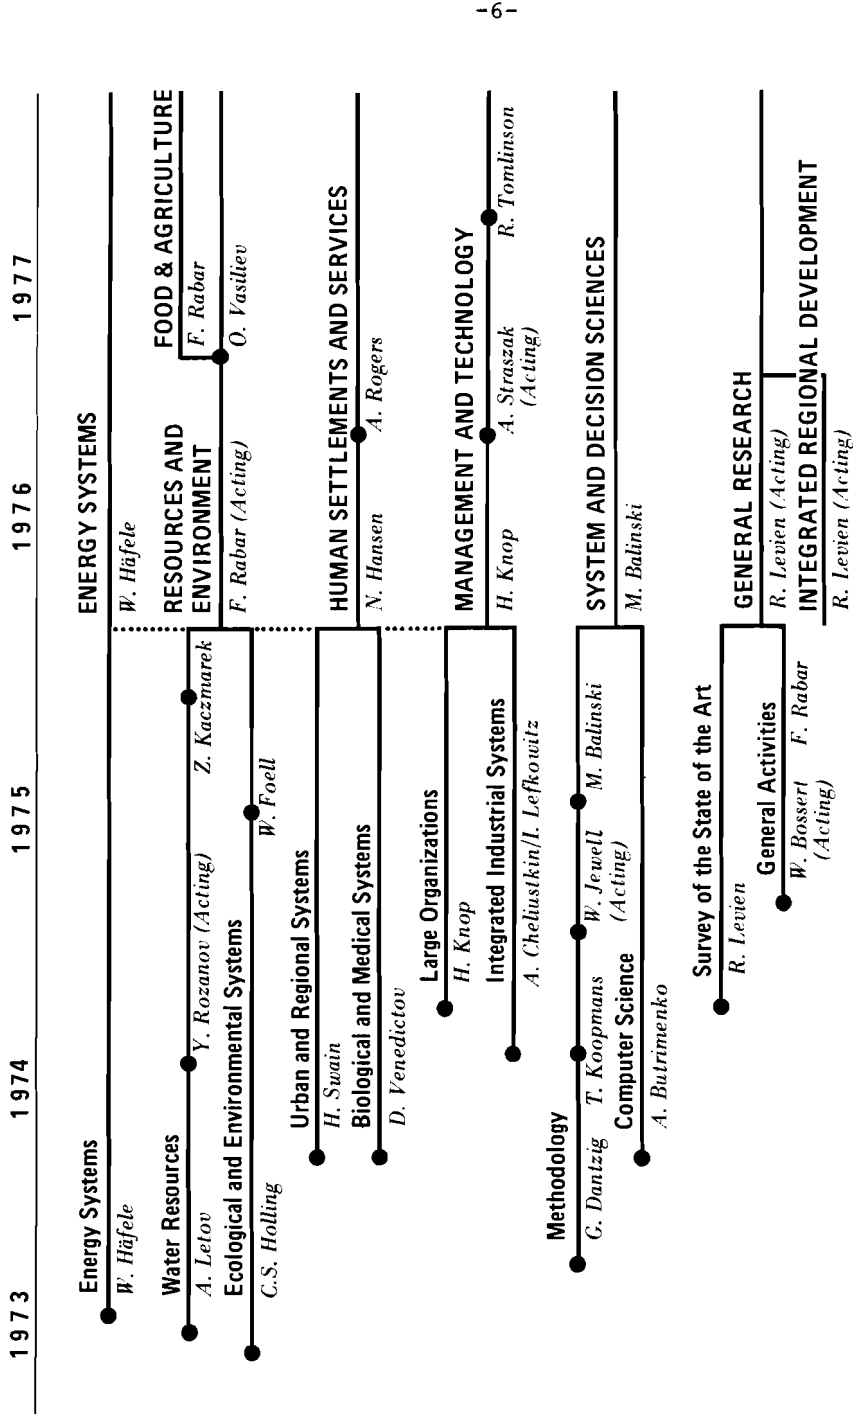 -6-
1973 1974 1975 1976 1977
Energy Systems
W. Häfele
ENERGY SYSTEMS
W. Häfele
Water Resources
A. Letov
Y. Rozanov (Acting)
Z. Kaczmarek
Ecological and Environmental Systems
C.S. Holling
W. Foell
RESOURCES AND
ENVIRONMENT
F. Rabar (Acting)
FOOD & AGRICULTURE
F. Rabar
O. Vasiliev
Urban and Regional Systems
H. Swain
Biological and Medical Systems
D. Venedictov
HUMAN SETTLEMENTS AND SERVICES
N. Hansen
A. Rogers
Large Organizations
H. Knop
Integrated Industrial Systems
A. Cheliustkin/I. Lefkowitz
MANAGEMENT AND TECHNOLOGY
H. Knop
A. Straszak
(Acting)
R. Tomlinson
Methodology
G. Dantzig
T. Koopmans
W. Jewell
(Acting)
M. Balinski
Computer Science
A. Butrimenko
SYSTEM AND DECISION SCIENCES
M. Balinski
Survey of the State of the Art
R. Levien
General Activities
W. Bossert
(Acting)
F. Rabar
GENERAL RESEARCH
R. Levien (Acting)
INTEGRATED REGIONAL DEVELOPMENT
R. Levien (Acting)